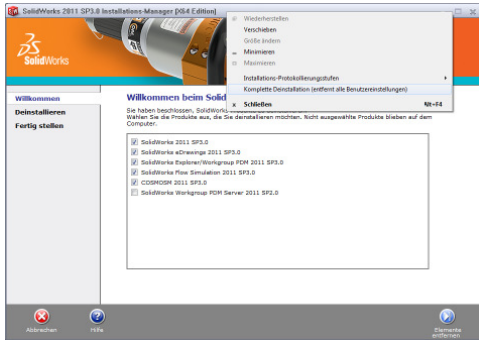 SolidWorks 2011 SP3.0 Installations-Manager [X64 Edition]
Wiederherstellen
Verschieben
Größe ändern
Minimieren
Maximieren
Installations-Protokollierungsstufen
Komplette Deinstallation (entfernt alle Benutzereinstellungen)
Schließen Alt+F4
SolidWorks
Willkommen
Deinstallieren
Fertig stellen
Willkommen beim Solid
Sie haben beschlossen, SolidWorks
Wählen Sie die Produkte aus, die Sie deinstallieren möchten. Nicht ausgewählte Produkte bleiben auf dem
Computer.
SolidWorks 2011 SP3.0
SolidWorks eDrawings 2011 SP3.0
SolidWorks Explorer/Workgroup PDM 2011 SP3.0
SolidWorks Flow Simulation 2011 SP3.0
COSMOSM 2011 SP3.0
SolidWorks Workgroup PDM Server 2011 SP2.0
Abbrechen
Hilfe
Elemente
entfernen